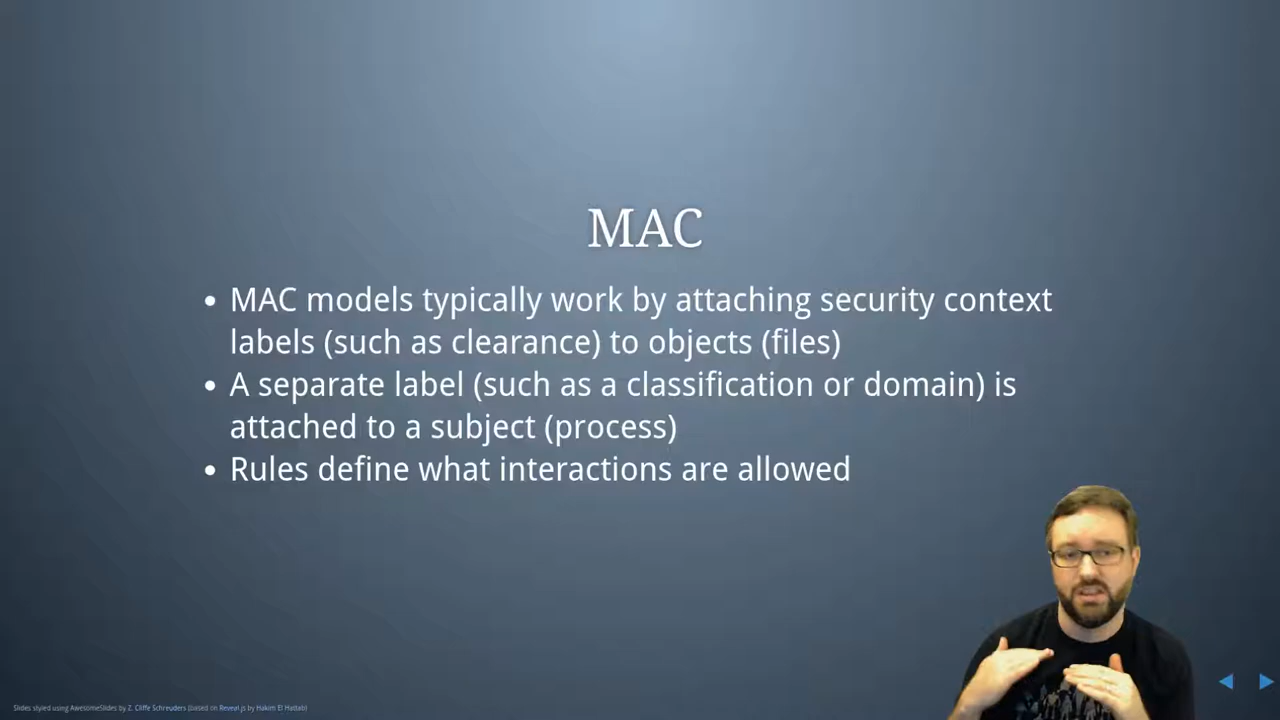 MAC
• MAC models typically work by attaching security context
labels (such as clearance) to objects (files)
• A separate label (such as a classification or domain) is
attached to a subject (process)
• Rules define what interactions are allowed
Slides styled using AwesomeSlides by Z. Cliffe Schreuders (based on Reveal.js by Hakim El Hattab)